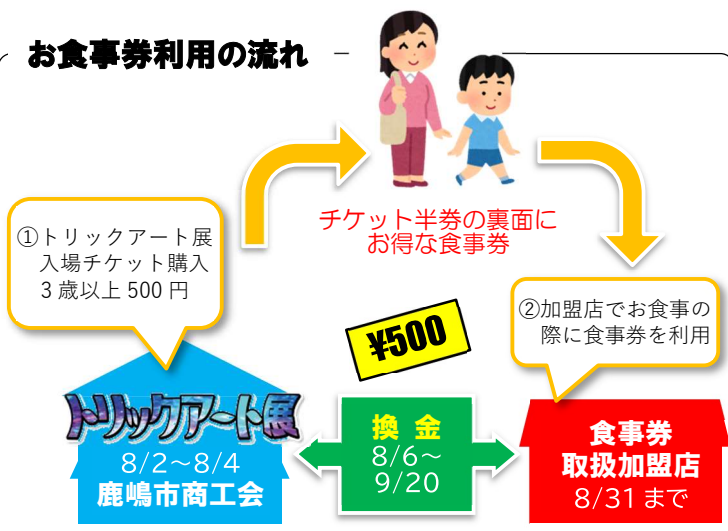 お食事券利用の流れ
①トリックアート展
入場チケット購入
3歳以上500円
チケット半券の裏面に
お得な食事券
②加盟店でお食事の
際に食事券を利用
¥500
トリックアート展
8/2～8/4
鹿嶋市商工会
換金
8/6～
9/20
食事券
取扱加盟店
8/31まで